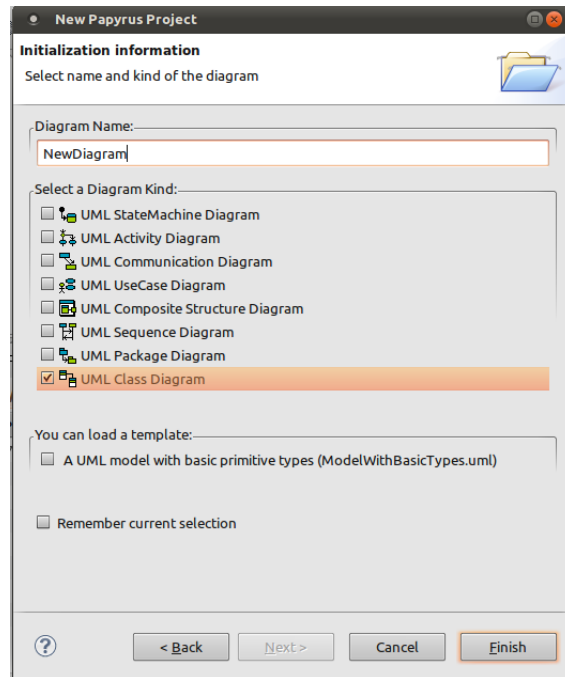 New Papyrus Project
Initialization information
Select name and kind of the diagram
Diagram Name:
NewDiagram
Select a Diagram Kind:
UML StateMachine Diagram
UML Activity Diagram
UML Communication Diagram
UML UseCase Diagram
UML Composite Structure Diagram
UML Sequence Diagram
UML Package Diagram
UML Class Diagram
You can load a template:
A UML model with basic primitive types (ModelWithBasicTypes.uml)
Remember current selection
? < Back Next > Cancel Finish